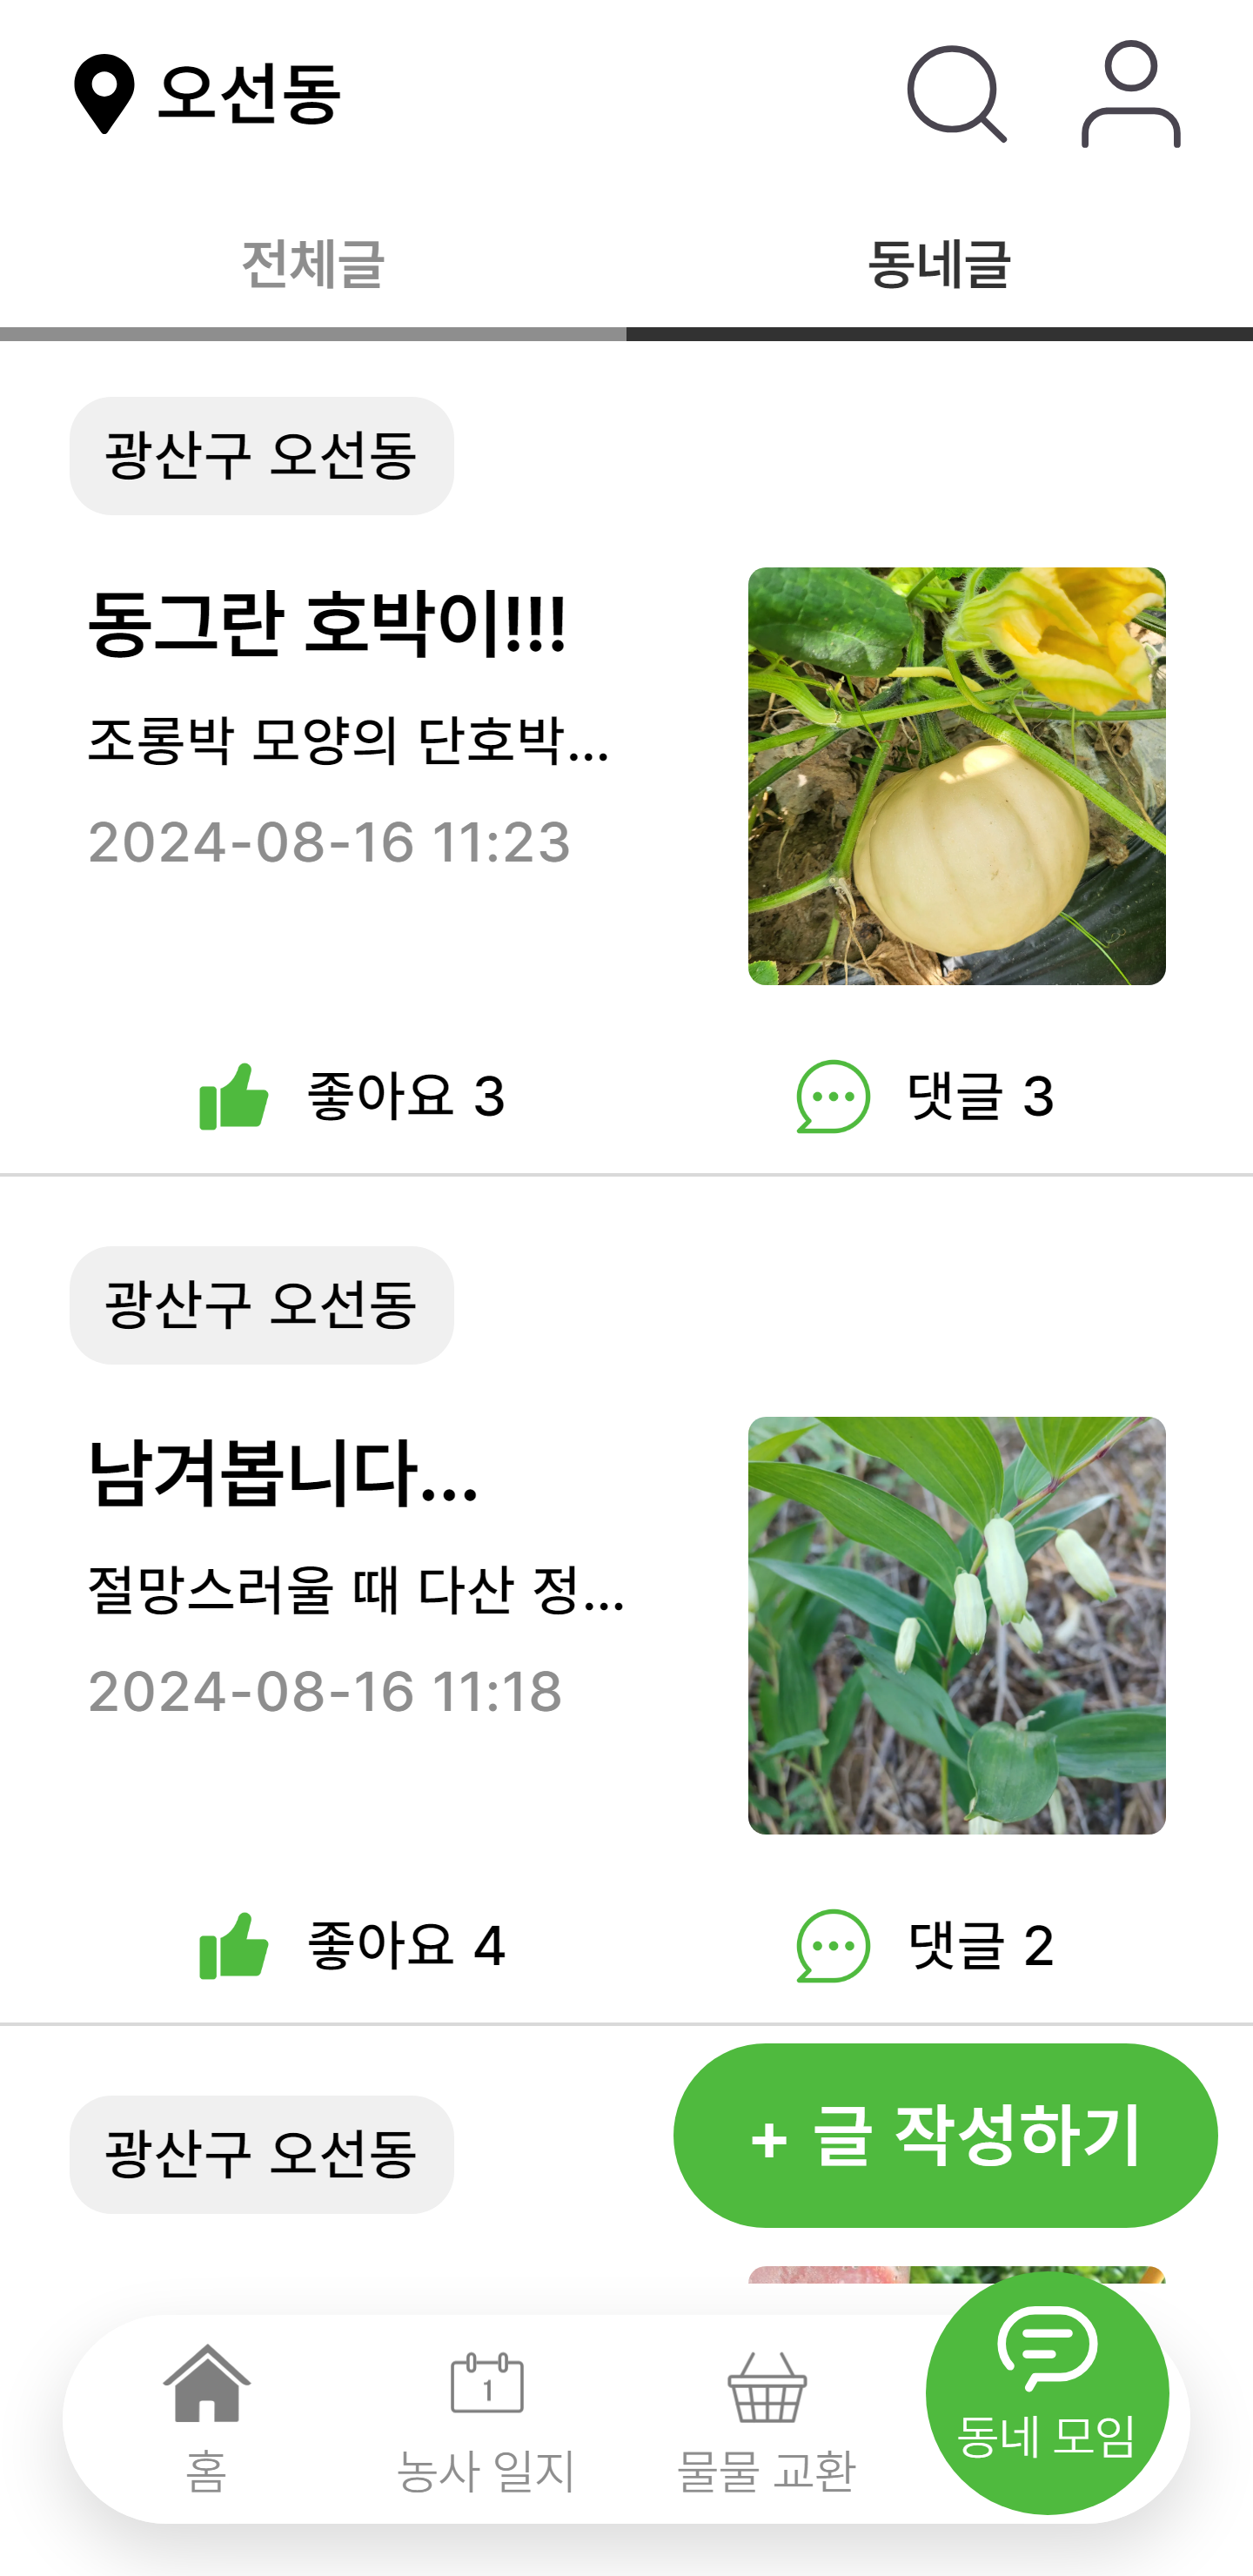 오선동
전체글
동네글
광산구 오선동
동그란 호박이!!!
조롱박 모양의 단호박...
2024-08-16 11:23
좋아요 3
댓글 3
광산구 오선동
남겨봅니다...
절망스러울 때 다산 정...
2024-08-16 11:18
좋아요 4
댓글 2
광산구 오선동
+ 글 작성하기
1
홈
농사 일지
물물 교환
동네 모임